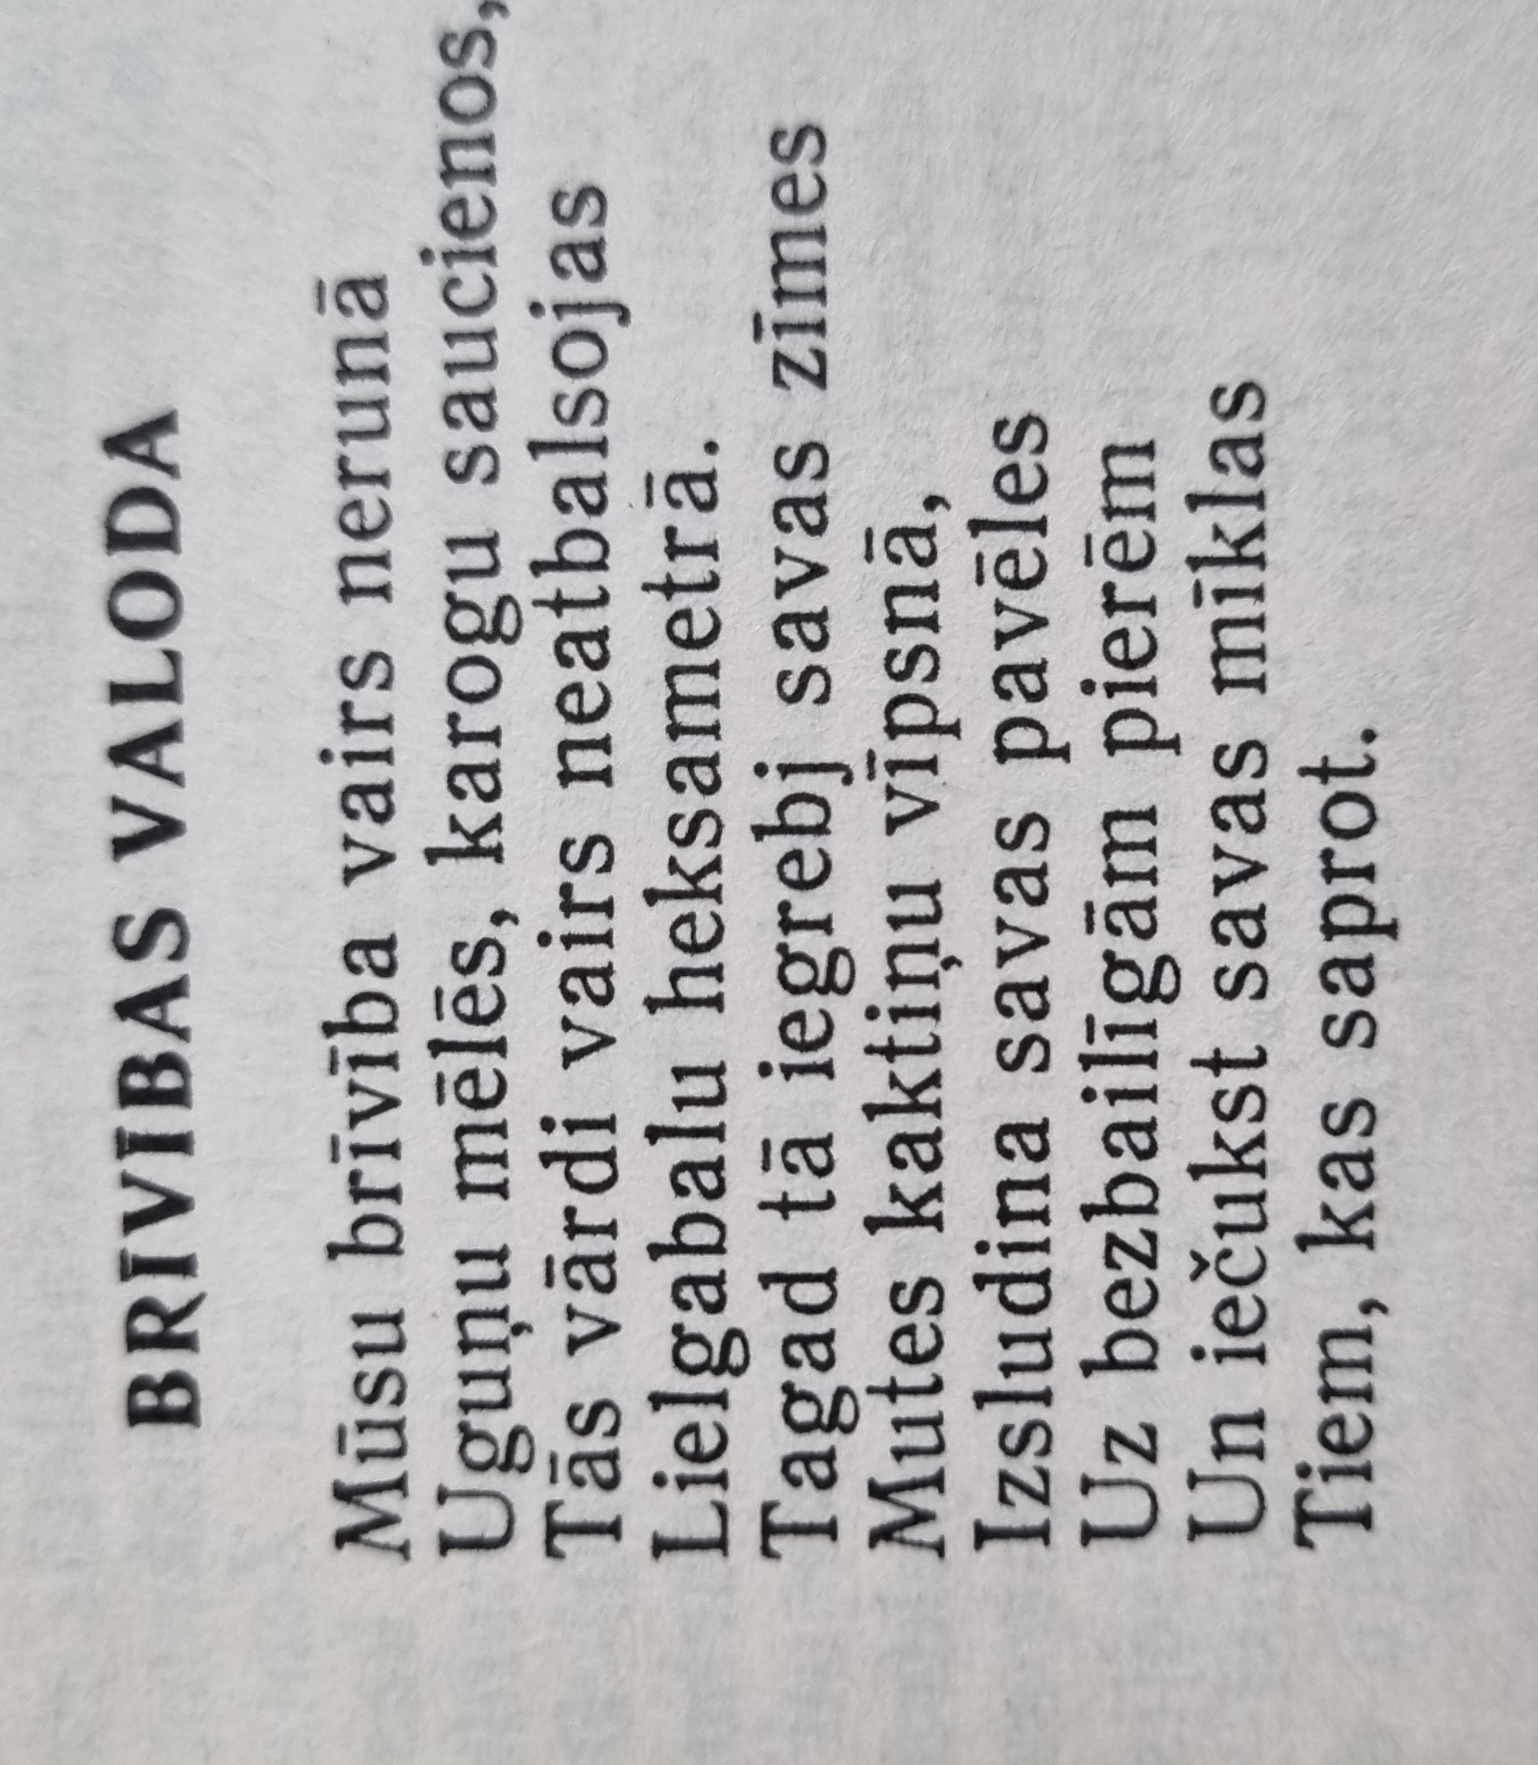 BRĪVĪBAS VALODA
Mūsu brīvība vairs nerunā
Uguņu mēlēs, karogu saucienos,
Tās vārdi vairs neatbalsojas
Lielgabalu heksametrā.
Tagad tā iegrebj savas zīmes
Mutes kaktiņu vīpsnā,
Izsludina savas pavēles
Uz bezbailīgām pierēm
Un iečukst savas mīklas
Tiem, kas saprot.